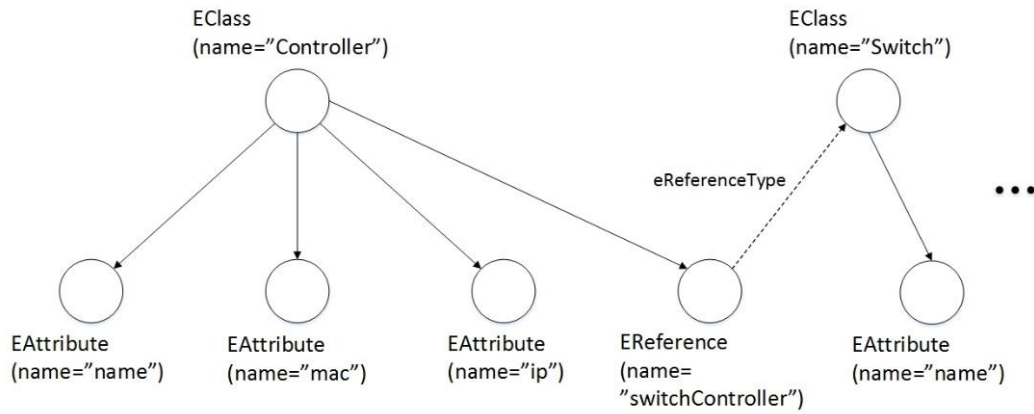 EClass
(name=”Controller”)
EClass
(name=”Switch”)
eReferenceType
EAttribute
(name=”name”)
EAttribute
(name=”mac”)
EAttribute
(name=”ip”)
EReference
(name=
”switchController”)
EAttribute
(name=”name”)